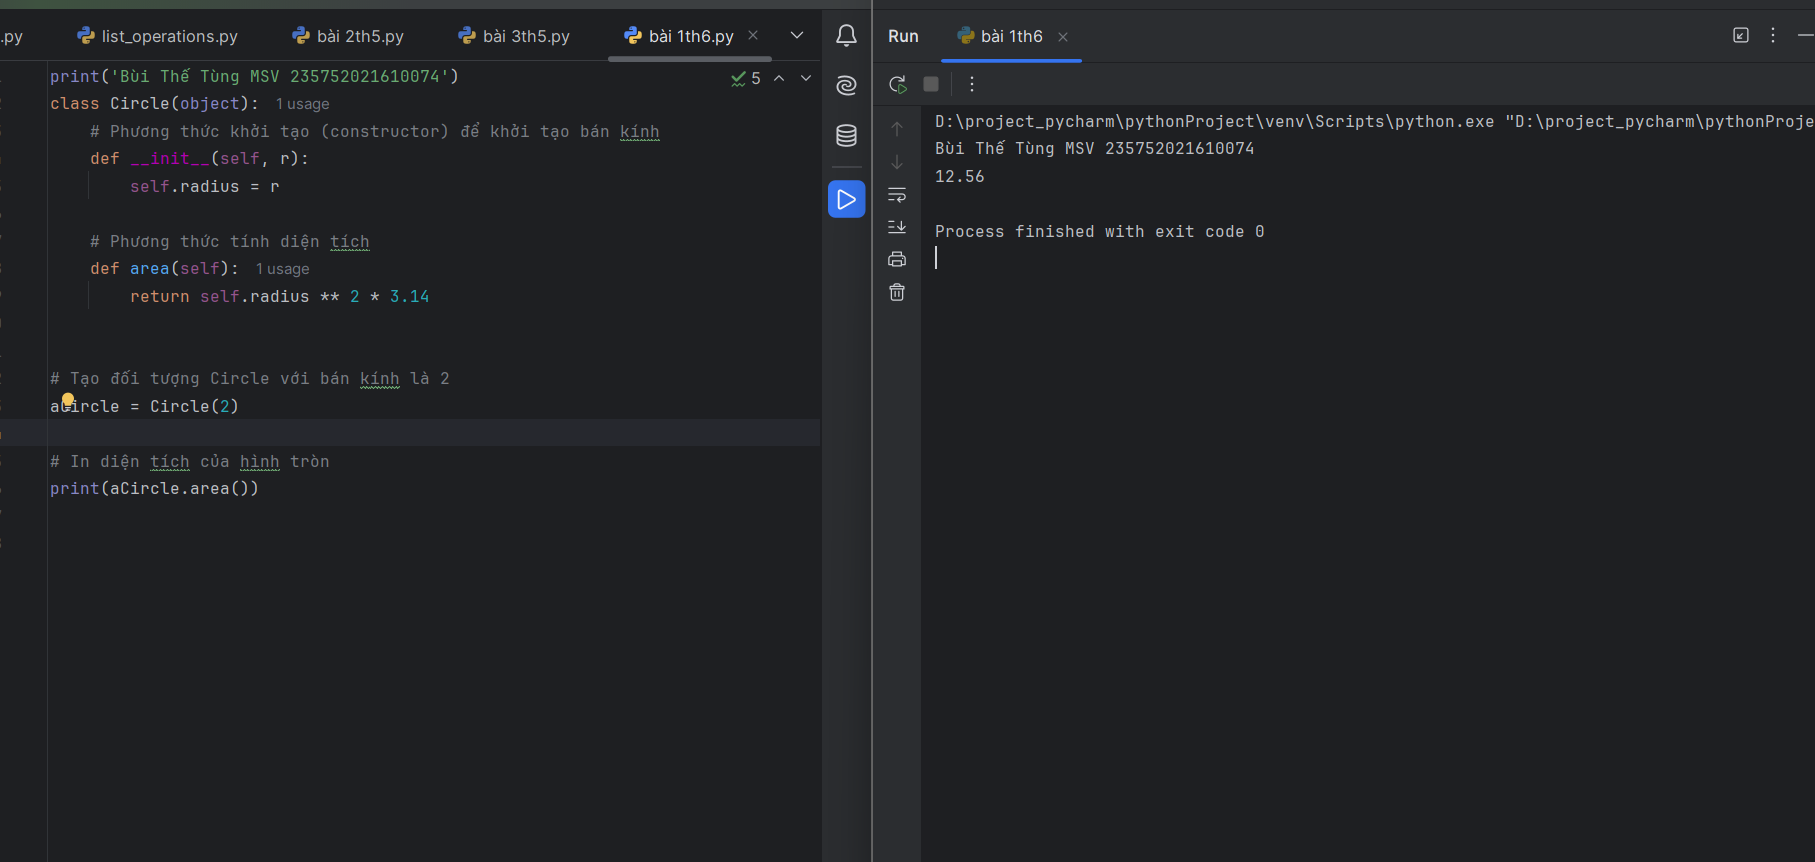 .py
list_operations.py
bài 2th5.py
bài 3th5.py
bài 1th6.py
5
print('Bùi Thế Tùng MSV 235752021610074')
class Circle(object): 1 usage
# Phương thức khởi tạo (constructor) để khởi tạo bán kính
def __init__(self, r):
self.radius = r
# Phương thức tính diện tích
def area(self): 1 usage
return self.radius ** 2 * 3.14
# Tạo đối tượng Circle với bán kính là 2
aCircle = Circle(2)
# In diện tích của hình tròn
print(aCircle.area())
Run
bài 1th6
D:\project_pycharm\pythonProject\venv\Scripts\python.exe "D:\project_pycharm\pythonProje
Bùi Thế Tùng MSV 235752021610074
12.56
Process finished with exit code 0